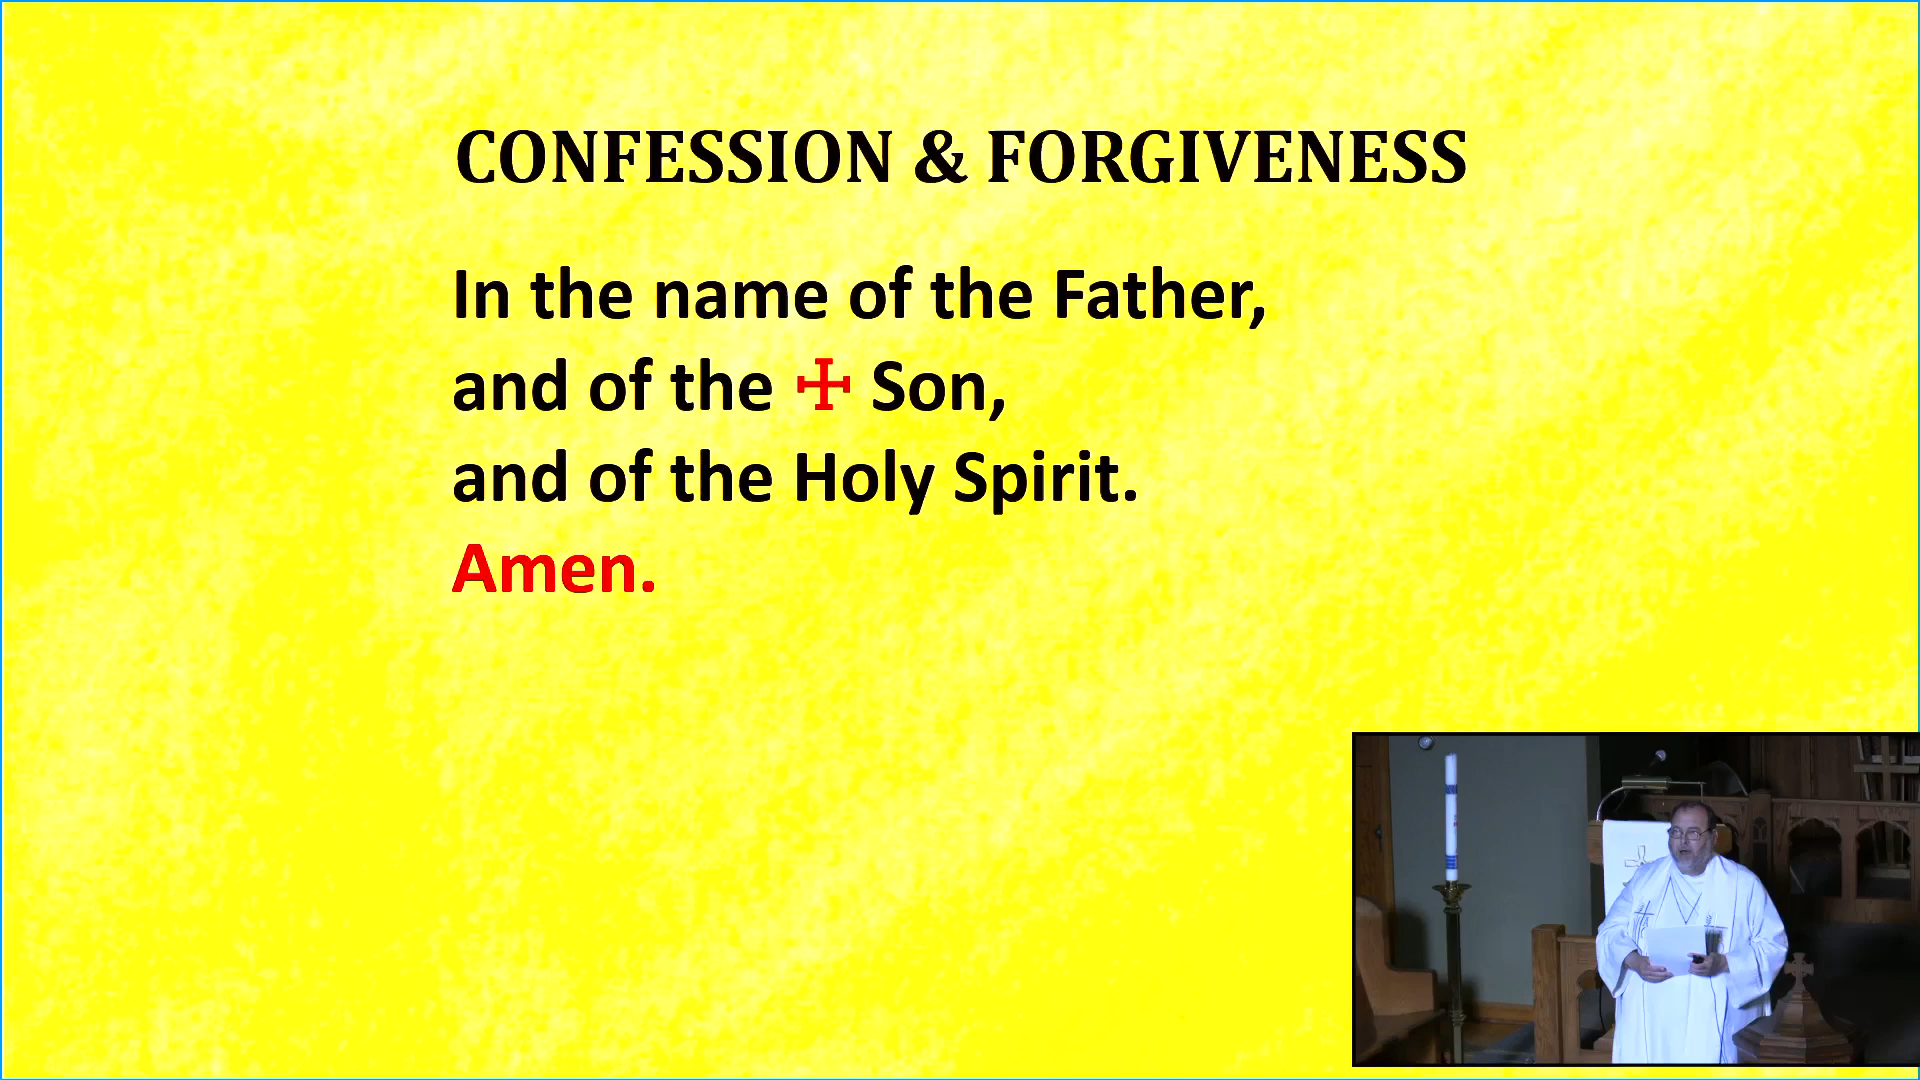 CONFESSION & FORGIVENESS
In the name of the Father,
and of the ☩ Son,
and of the Holy Spirit.
Amen.